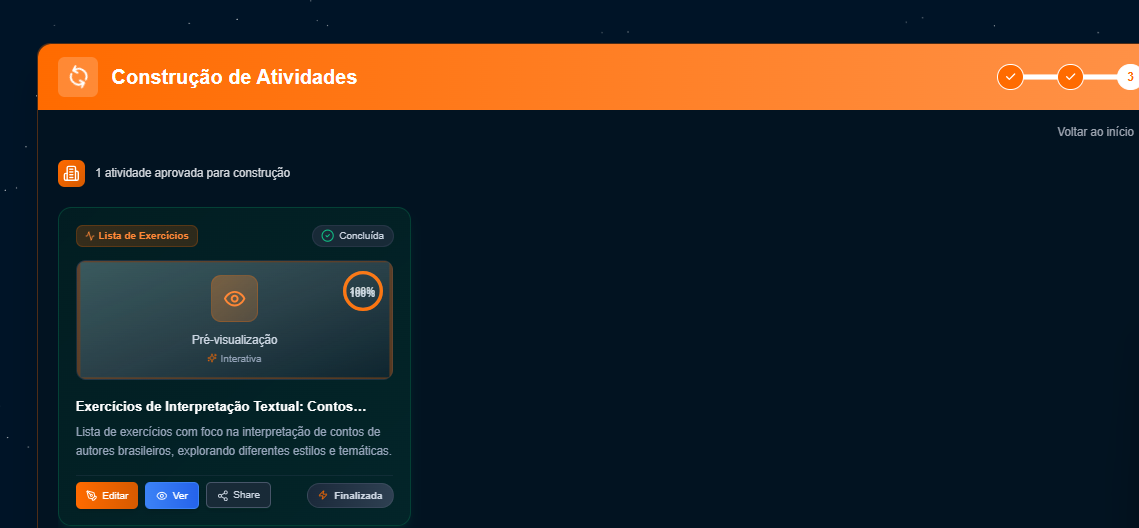 Construção de Atividades
3
Voltar ao início
1 atividade aprovada para construção
Lista de Exercícios
Concluída
100%
Pré-visualização
Interativa
Exercícios de Interpretação Textual: Contos...
Lista de exercícios com foco na interpretação de contos de
autores brasileiros, explorando diferentes estilos e temáticas.
Editar
Ver
Share
Finalizada